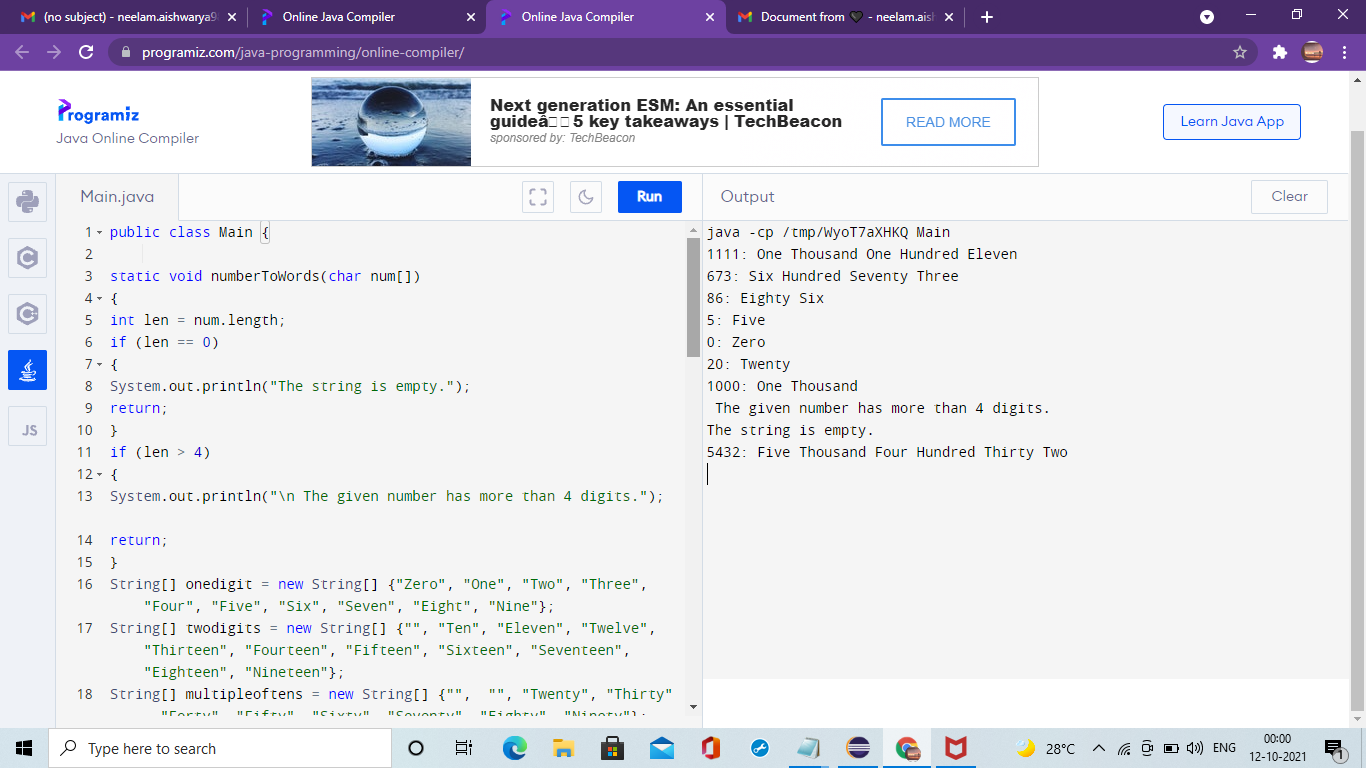 (no subject) - neelam.aishwarya9
Online Java Compiler
Online Java Compiler
Document from 🖤 - neelam.aish
programiz.com/java-programming/online-compiler/
Programiz
Java Online Compiler
Next generation ESM: An essential
guideâ□□5 key takeaways | TechBeacon
sponsored by: TechBeacon
READ MORE
Learn Java App
Main.java
Run
Output
Clear
1 public class Main {
2
3 static void numberToWords(char num[])
4 {
5 int len = num.length;
6 if (len == 0)
7 {
8 System.out.println("The string is empty.");
9 return;
10 }
11 if (len > 4)
12 {
13 System.out.println("\n The given number has more than 4 digits.");
14 return;
15 }
16 String[] onedigit = new String[] {"Zero", "One", "Two", "Three",
"Four", "Five", "Six", "Seven", "Eight", "Nine"};
17 String[] twodigits = new String[] {"", "Ten", "Eleven", "Twelve",
"Thirteen", "Fourteen", "Fifteen", "Sixteen", "Seventeen",
"Eighteen", "Nineteen"};
18 String[] multipleoftens = new String[] {"",  "", "Twenty", "Thirty"
"Forty", "Fifty", "Sixty", "Seventy", "Eighty", "Ninety"};
JS
java -cp /tmp/WyoT7aXHKQ Main
1111: One Thousand One Hundred Eleven
673: Six Hundred Seventy Three
86: Eighty Six
5: Five
0: Zero
20: Twenty
1000: One Thousand
The given number has more than 4 digits.
The string is empty.
5432: Five Thousand Four Hundred Thirty Two
Type here to search
28°C
ENG
00:00
12-10-2021
1